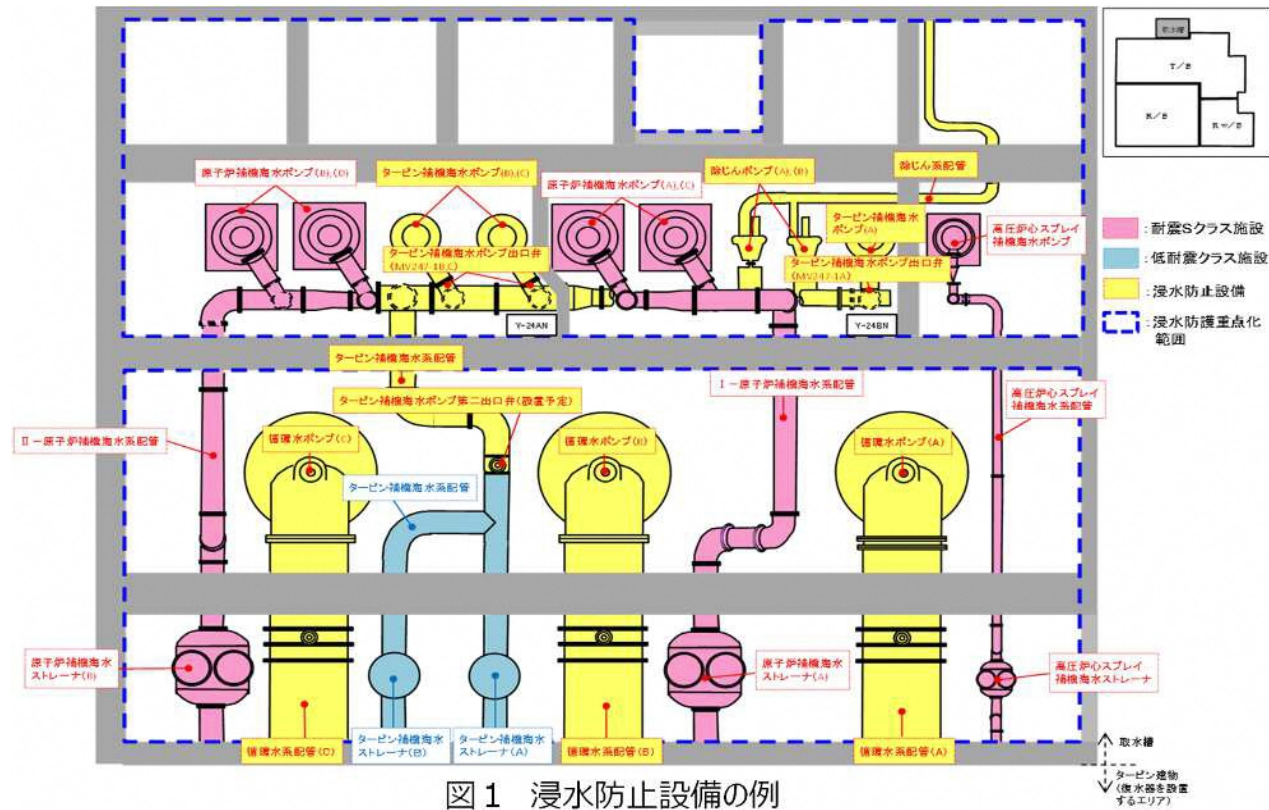 取水槽
T/B
R/B
Rw/B
原子炉補機海水ポンプ(B),(D)
タービン補機海水ポンプ(B),(C)
原子炉補機海水ポンプ(A),(C)
除じんポンプ(A),(B)
除じん系配管
タービン補機海水
ポンプ(A)
高圧炉心スプレイ
補機海水ポンプ
タービン補機海水ポンプ出口弁
(MV247-1B,C)
タービン補機海水ポンプ出口弁
(MV247-1A)
Y-24AN
Y-24BN
:耐震Sクラス施設
:低耐震クラス施設
:浸水防止設備
:浸水防護重点化
範囲
タービン補機海水系配管
タービン補機海水ポンプ第二出口弁(設置予定)
Ⅰ-原子炉補機海水系配管
高圧炉心スプレイ
補機海水系配管
Ⅱ-原子炉補機海水系配管
循環水ポンプ(C)
循環水ポンプ(B)
循環水ポンプ(A)
タービン補機海水系配管
原子炉補機海水
ストレーナ(B)
原子炉補機海水
ストレーナ(A)
高圧炉心スプレイ
補機海水ストレーナ
循環水系配管(C)
タービン補機海水
ストレーナ(B)
タービン補機海水
ストレーナ(A)
循環水系配管(B)
循環水系配管(A)
取水槽
タービン建物
(復水器を設置
するエリア)
図1 浸水防止設備の例